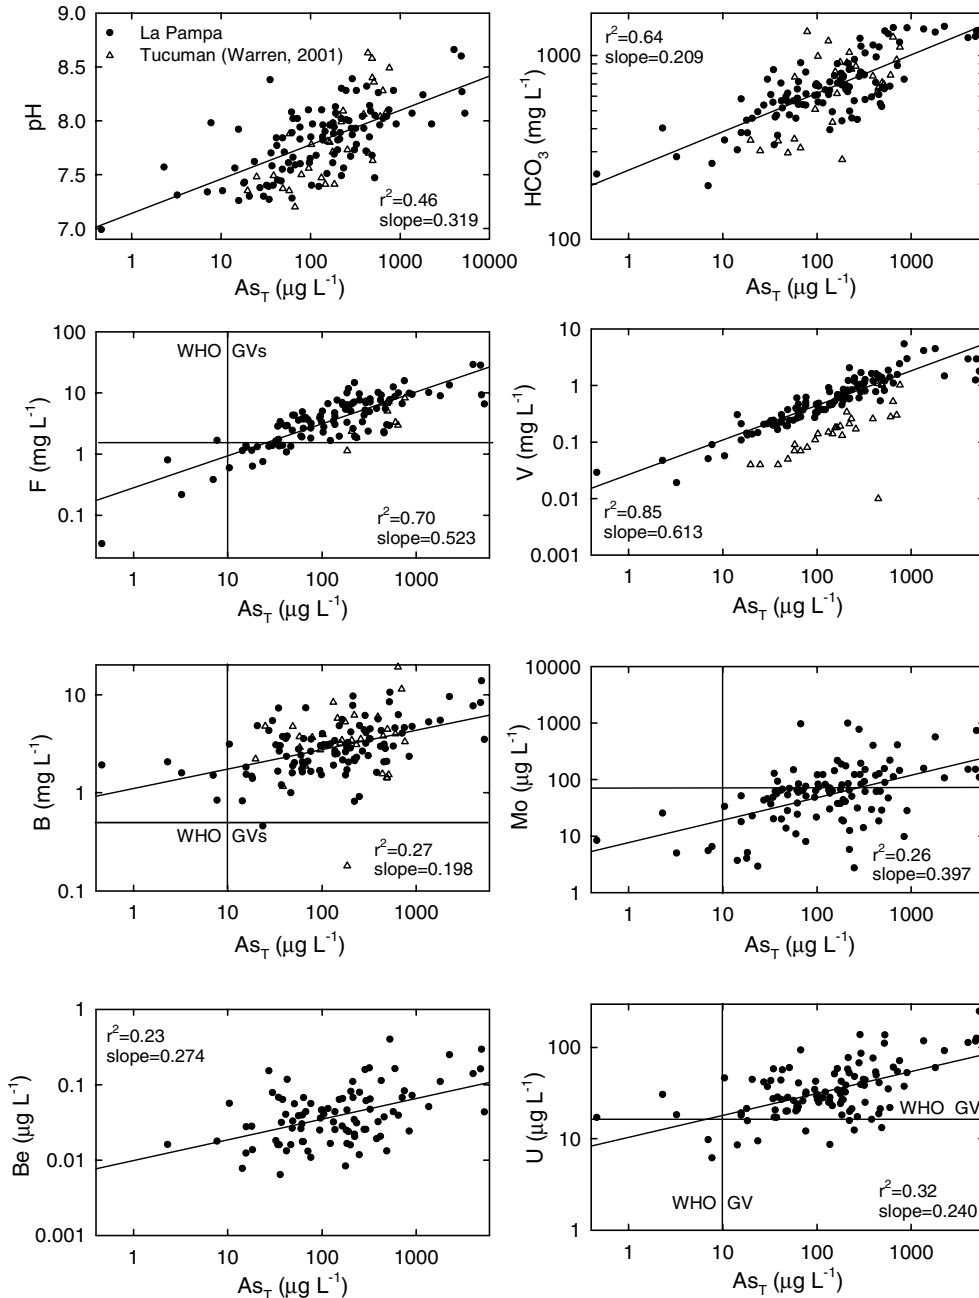 9.0
8.5
8.0
7.5
7.0
pH
● La Pampa
△ Tucuman (Warren, 2001)
r²=0.46
slope=0.319
1
10
100
1000
10000
As_T (µg L⁻¹)
1000
100
HCO₃ (mg L⁻¹)
r²=0.64
slope=0.209
1
10
100
1000
As_T (µg L⁻¹)
100
10
1
0.1
F (mg L⁻¹)
WHO GVs
r²=0.70
slope=0.523
1
10
100
1000
As_T (µg L⁻¹)
10
1
0.1
0.01
0.001
V (mg L⁻¹)
r²=0.85
slope=0.613
1
10
100
1000
As_T (µg L⁻¹)
10
1
0.1
B (mg L⁻¹)
WHO GVs
r²=0.27
slope=0.198
1
10
100
1000
As_T (µg L⁻¹)
10000
1000
100
10
1
Mo (µg L⁻¹)
r²=0.26
slope=0.397
1
10
100
1000
As_T (µg L⁻¹)
1
0.1
0.01
0.001
Be (µg L⁻¹)
r²=0.23
slope=0.274
1
10
100
1000
As_T (µg L⁻¹)
100
10
1
U (µg L⁻¹)
WHO GV
WHO GV
r²=0.32
slope=0.240
1
10
100
1000
As_T (µg L⁻¹)